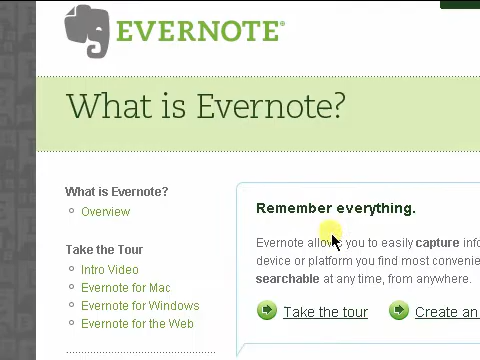 EVERNOTE®
What is Evernote?
What is Evernote?
Overview
Take the Tour
Intro Video
Evernote for Mac
Evernote for Windows
Evernote for the Web
Remember everything.
Evernote allows you to easily capture info
device or platform you find most convenie
searchable at any time, from anywhere.
Take the tour
Create an